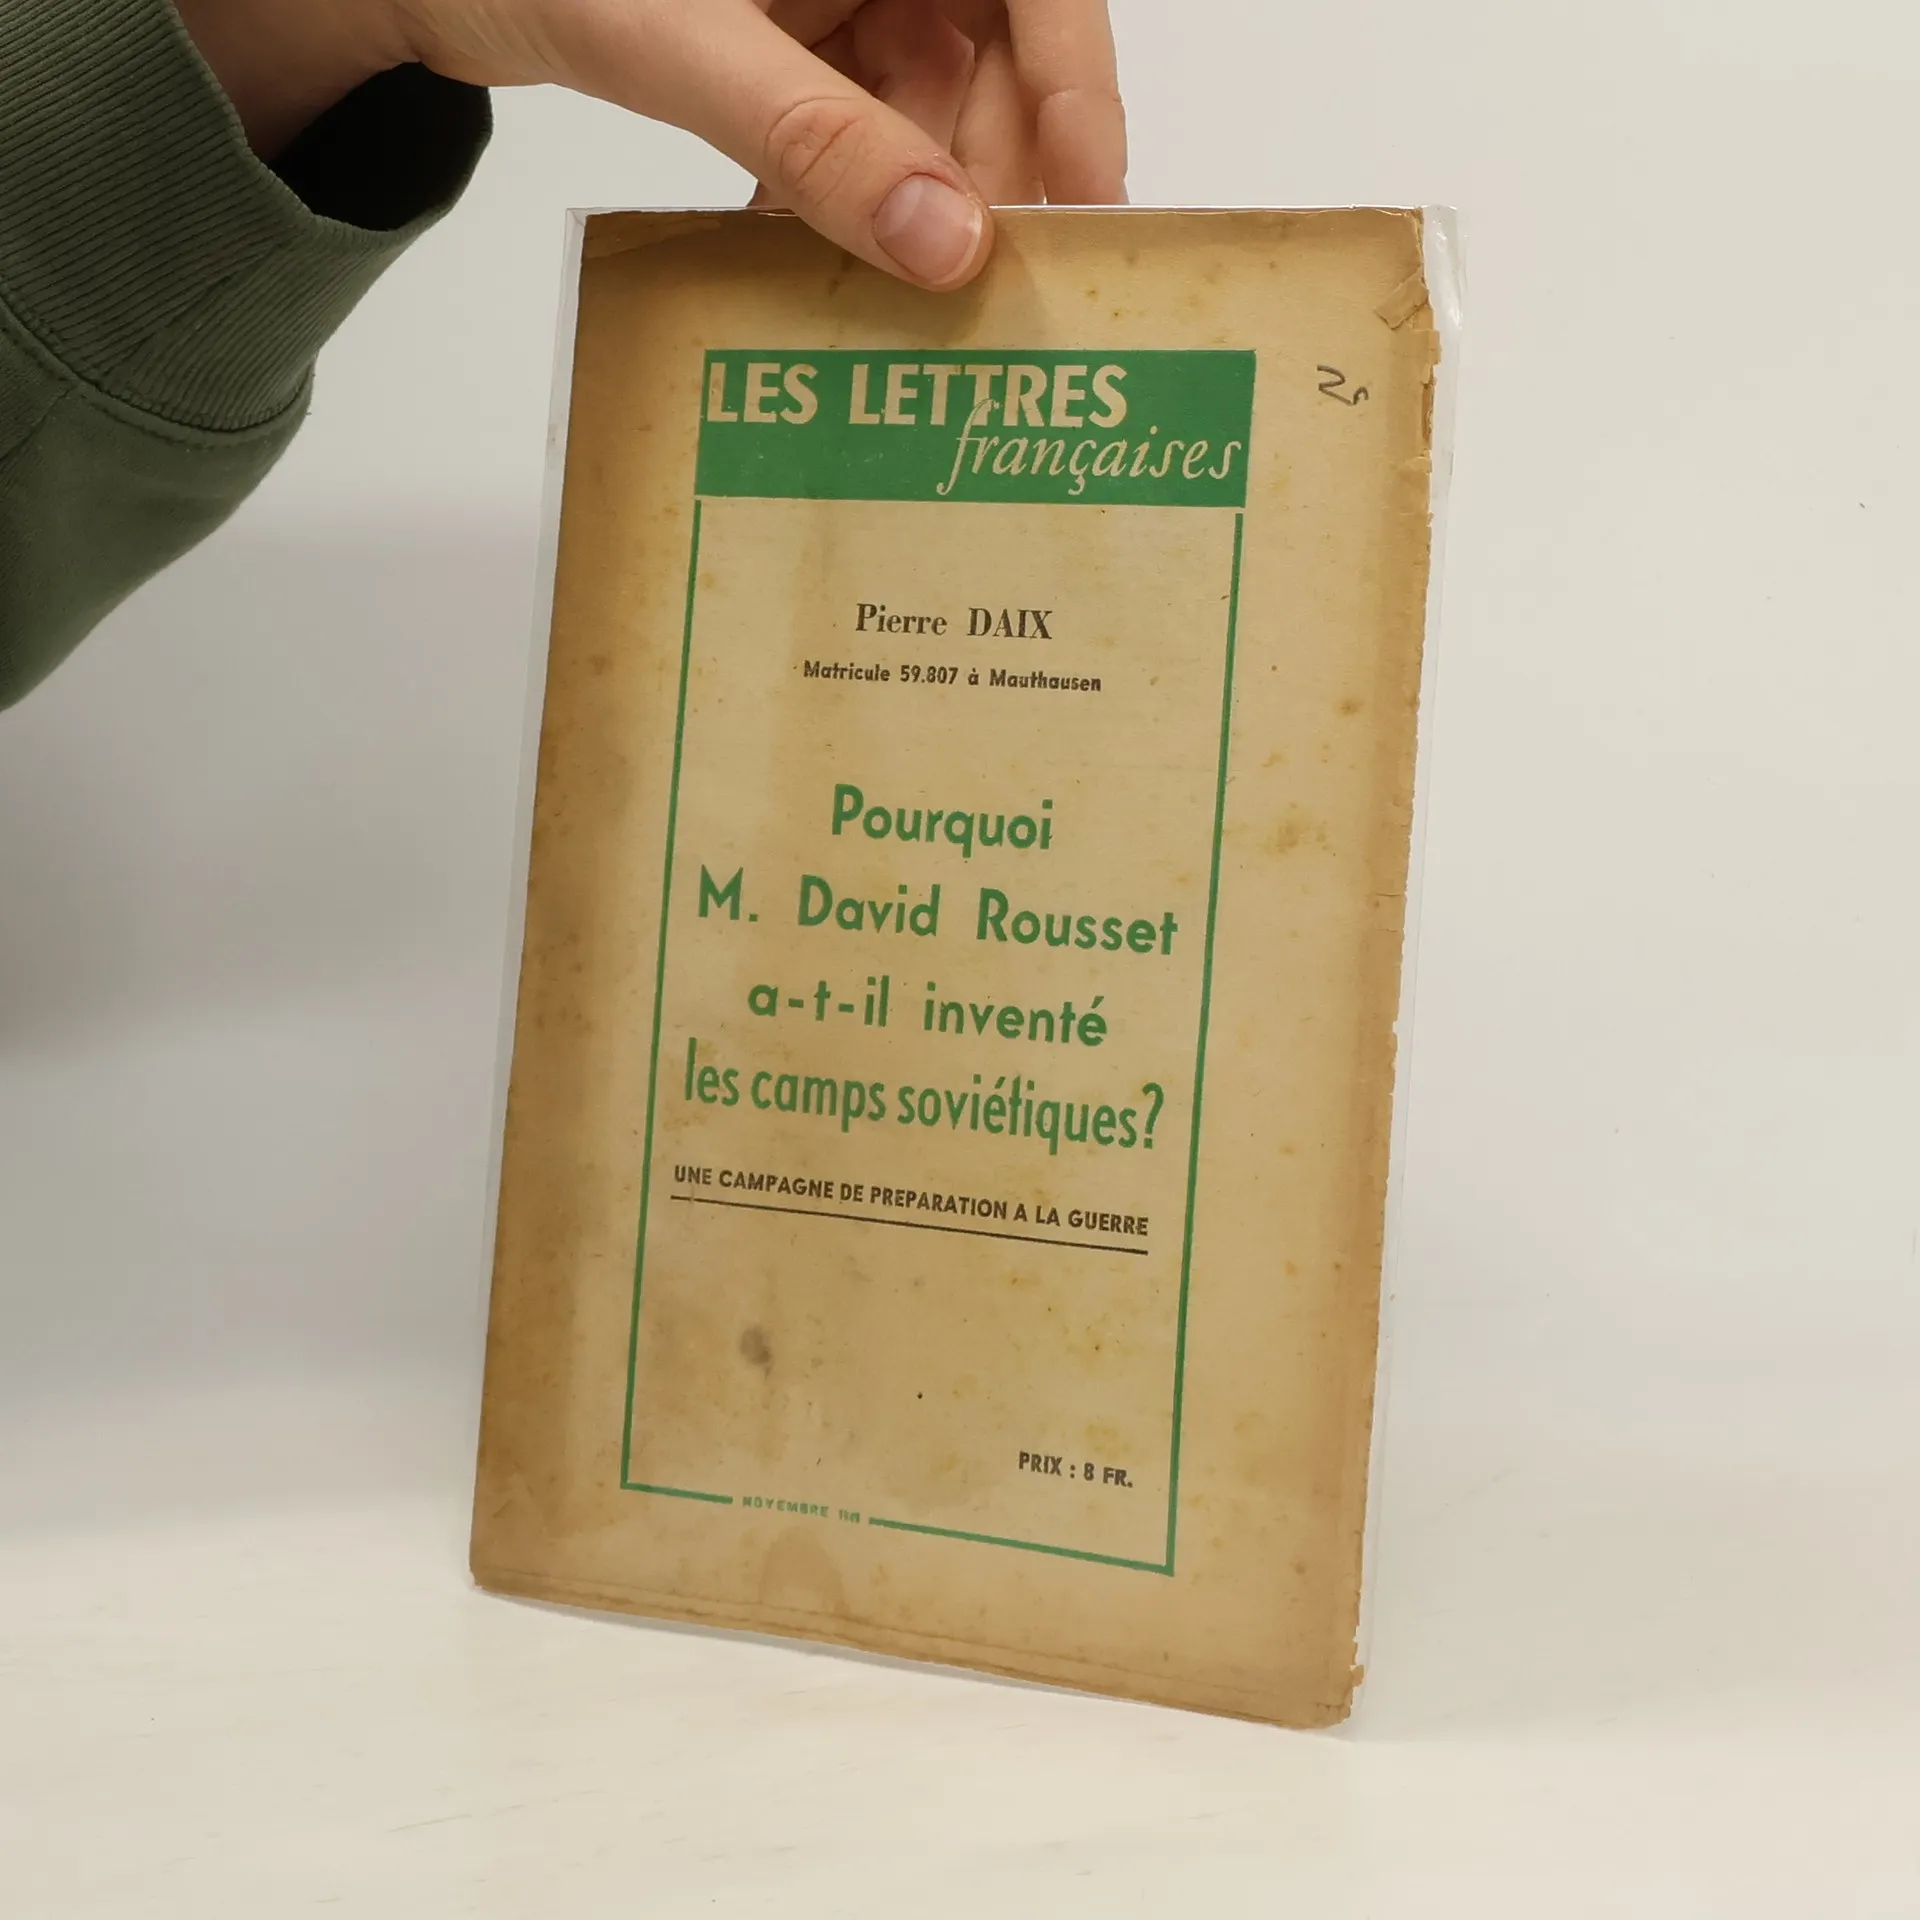 LES LETTRES
françaises
Pierre DAIX
Matricule 59.807 à Mauthausen
Pourquoi
M. David Rousset
a-t-il inventé
les camps soviétiques?
UNE CAMPAGNE DE PREPARATION A LA GUERRE
PRIX : 8 FR.
NOVEMBRE